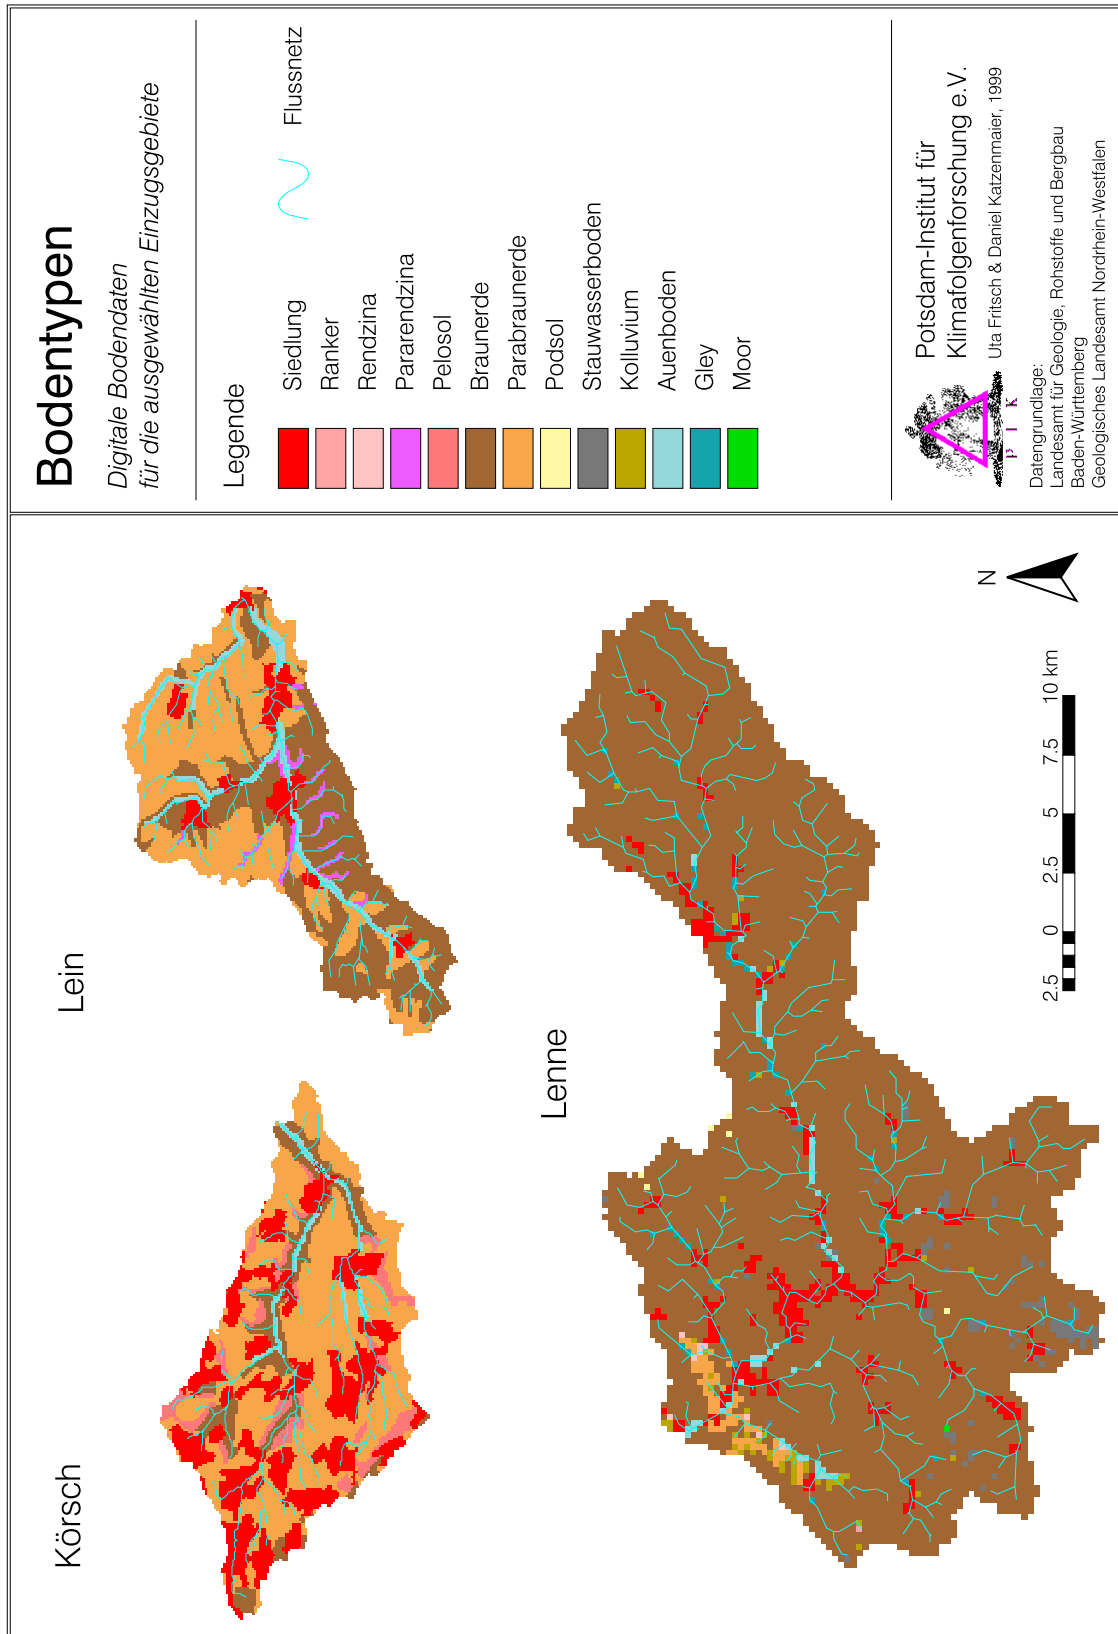 Bodentypen
Digitale Bodendaten
für die ausgewählten Einzugsgebiete
Legende
Siedlung
Ranker
Rendzina
Pararendzina
Pelosol
Braunerde
Parabraunerde
Podsol
Stauwasserboden
Kolluvium
Auenboden
Gley
Moor
Flussnetz
Potsdam-Institut für
Klimafolgenforschung e.V.
Uta Fritsch & Daniel Katzenmaier, 1999
P I K
Datengrundlage:
Landesamt für Geologie, Rohstoffe und Bergbau
Baden-Württemberg
Geologisches Landesamt Nordrhein-Westfalen
Körsch
Lein
Lenne
N
2.5 0 2.5 5 7.5 10 km